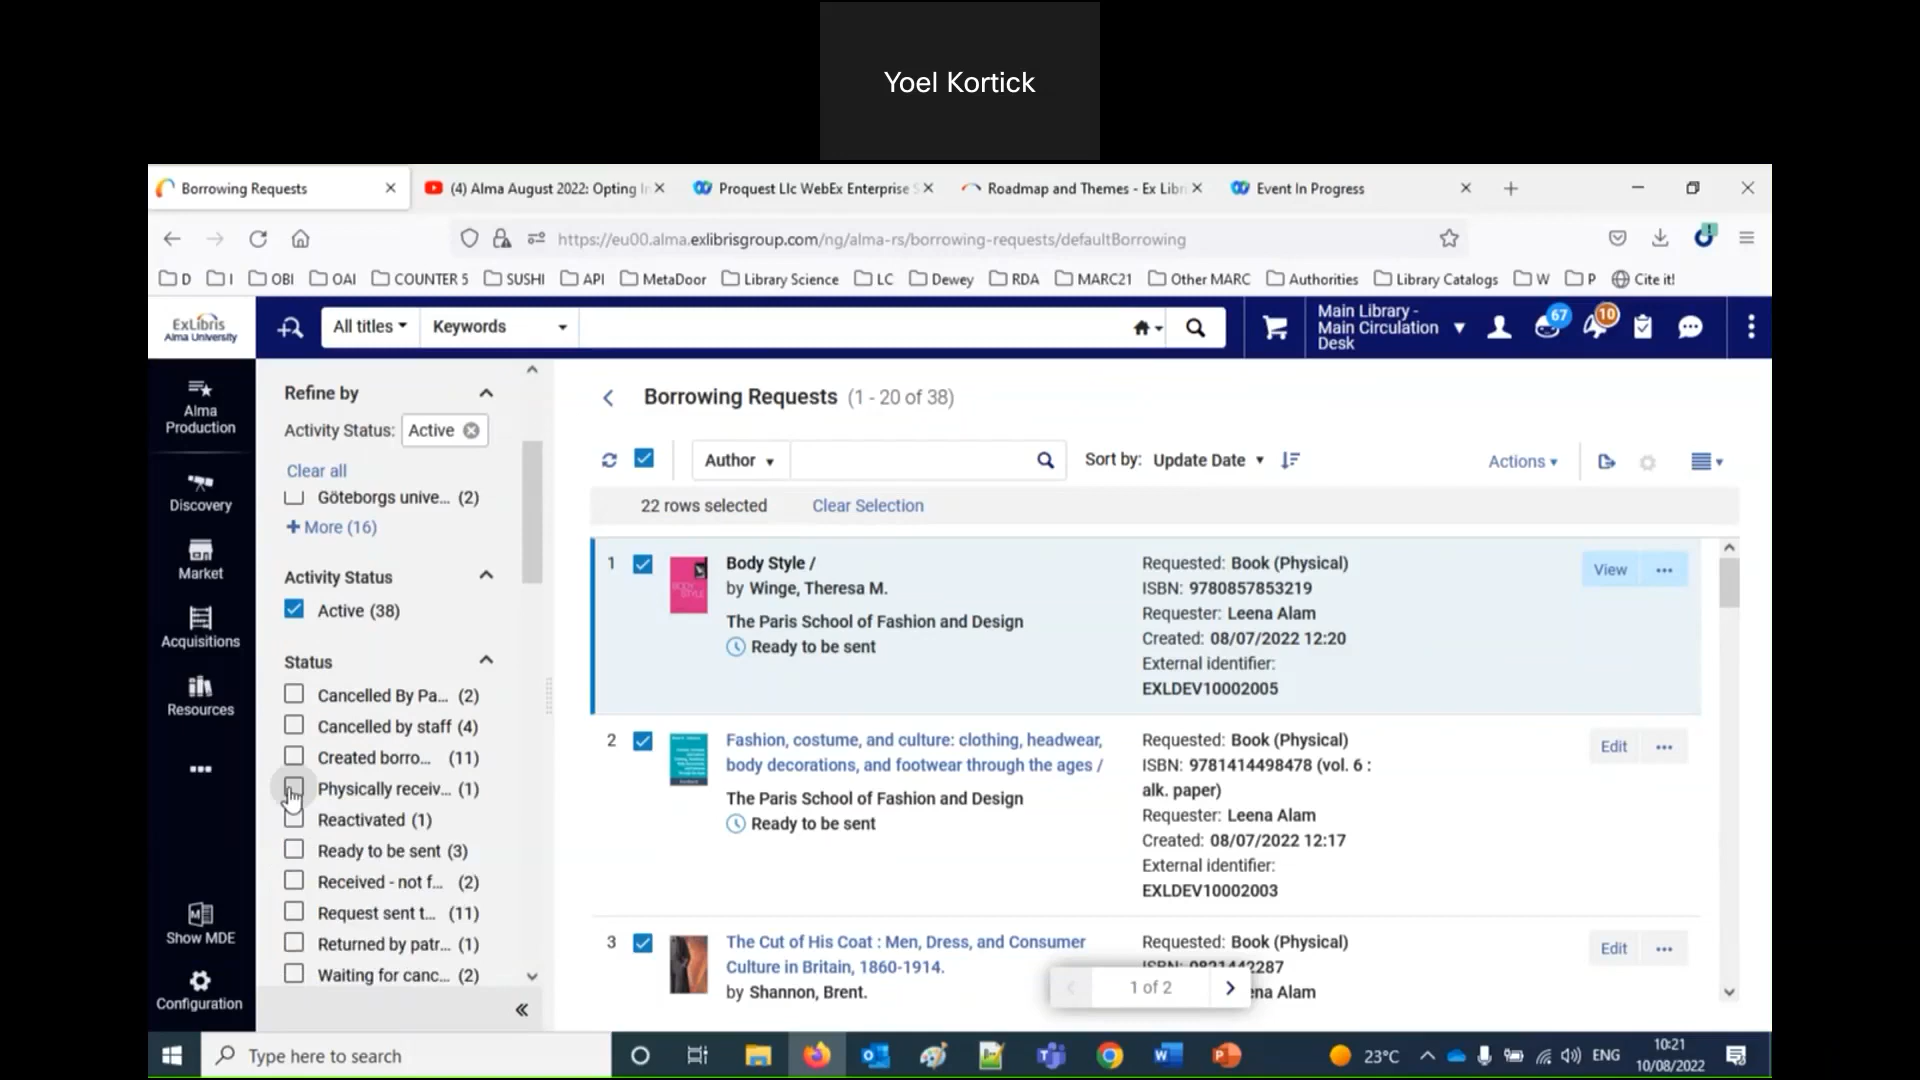 Yoel Kortick
Borrowing Requests
(4) Alma August 2022: Opting In
Proquest Llc WebEx Enterprise S
Roadmap and Themes - Ex Libri
Event In Progress
https://eu00.alma.exlibrisgroup.com/ng/alma-rs/borrowing-requests/defaultBorrowing
D I OBI OAI COUNTER 5 SUSHI API MetaDoor Library Science LC Dewey RDA MARC21 Other MARC Authorities Library Catalogs W P Cite it!
ExLibris
Alma University
All titles
Keywords
Main Library -
Main Circulation
Desk
67
10
Alma
Production
Discovery
Market
Acquisitions
Resources
Show MDE
Configuration
Refine by
Activity Status: Active
Clear all
Göteborgs unive... (2)
+ More (16)
Activity Status
Active (38)
Status
Cancelled By Pa... (2)
Cancelled by staff (4)
Created borro... (11)
Physically receiv... (1)
Reactivated (1)
Ready to be sent (3)
Received - not f... (2)
Request sent t... (11)
Returned by patr... (1)
Waiting for canc... (2)
Borrowing Requests (1 - 20 of 38)
Author
Sort by: Update Date
Actions
22 rows selected Clear Selection
1
Body Style /
by Winge, Theresa M.
The Paris School of Fashion and Design
Ready to be sent
Requested: Book (Physical)
ISBN: 9780857853219
Requester: Leena Alam
Created: 08/07/2022 12:20
External identifier:
EXLDEV10002005
View
2
Fashion, costume, and culture: clothing, headwear,
body decorations, and footwear through the ages /
The Paris School of Fashion and Design
Ready to be sent
Requested: Book (Physical)
ISBN: 9781414498478 (vol. 6 :
alk. paper)
Requester: Leena Alam
Created: 08/07/2022 12:17
External identifier:
EXLDEV10002003
Edit
3
The Cut of His Coat : Men, Dress, and Consumer
Culture in Britain, 1860-1914.
by Shannon, Brent.
Requested: Book (Physical)
ISBN: 0821442287
ena Alam
Edit
1 of 2
Type here to search
23°C
ENG
10:21
10/08/2022